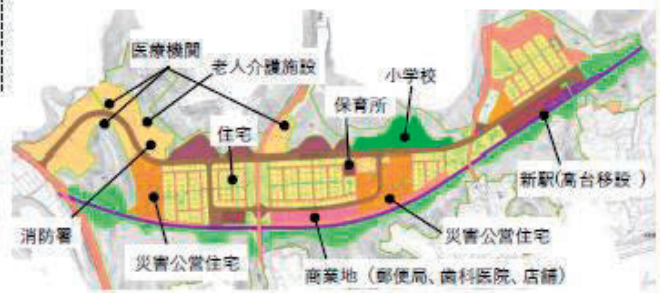 医療機関
老人介護施設
小学校
保育所
住宅
新駅(高台移設 )
消防署
災害公営住宅
災害公営住宅
商業地（郵便局、歯科医院、店舗）